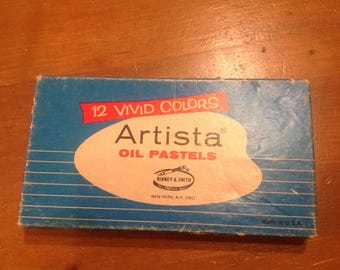 12 VIVID COLORS
Artista®
OIL PASTELS
BINNEY & SMITH
NEW YORK, N.Y. 10017
Made in U.S.A.